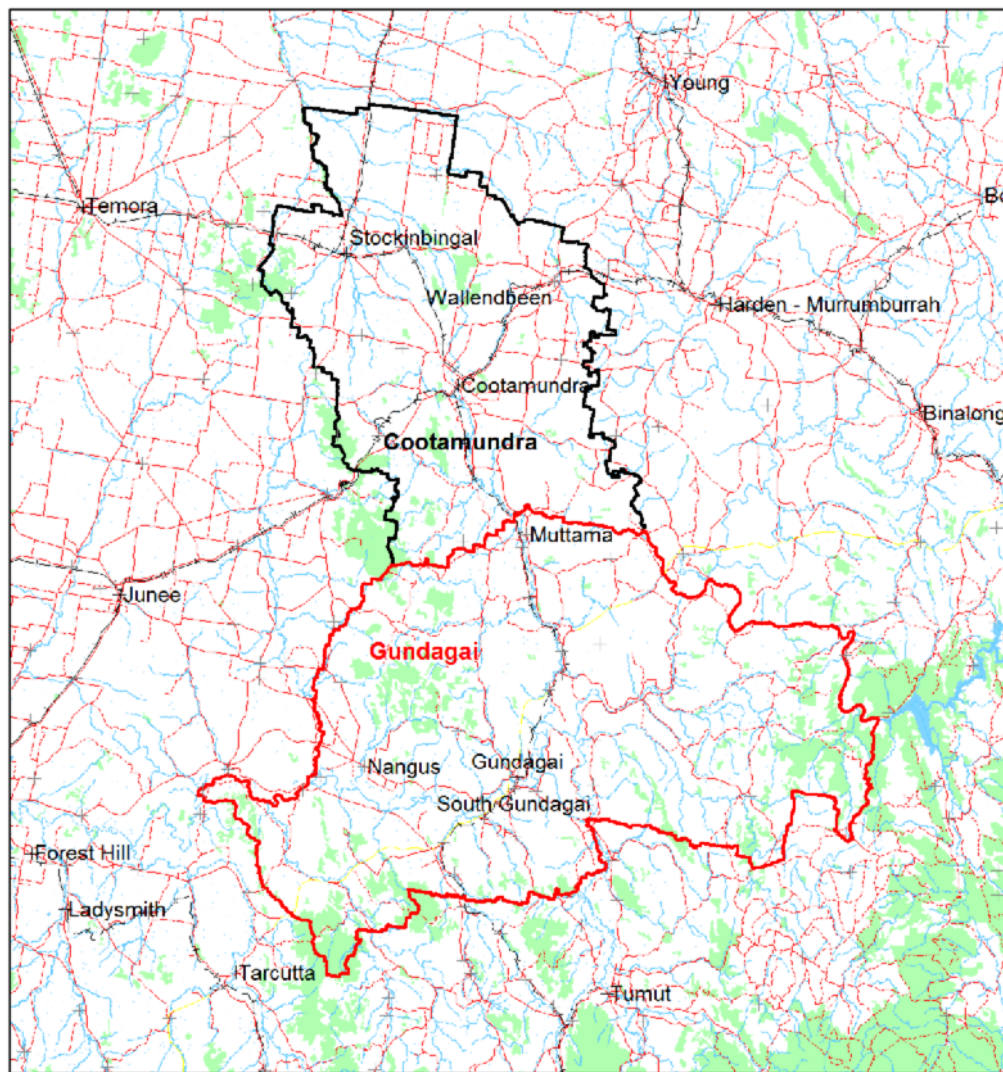 Young
Bo
Temora
Stockinbingal
Wallendbeen
Harden - Murrumburrah
Cootamundra
Binalong
Cootamundra
Muttama
Junee
Gundagai
Nangus
Gundagai
South Gundagai
Forest Hill
Ladysmith
Tarcutta
Tumut